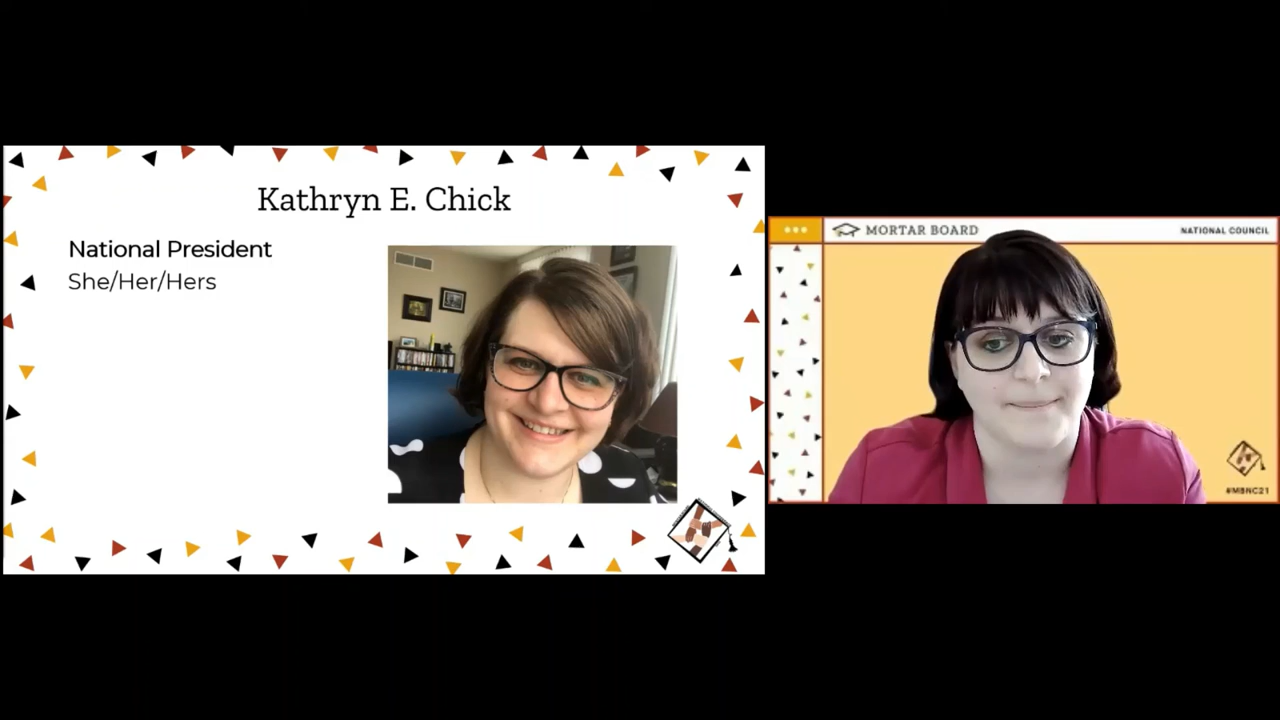 Kathryn E. Chick
National President
She/Her/Hers
MORTAR BOARD
NATIONAL COUNCIL
#MBNC21